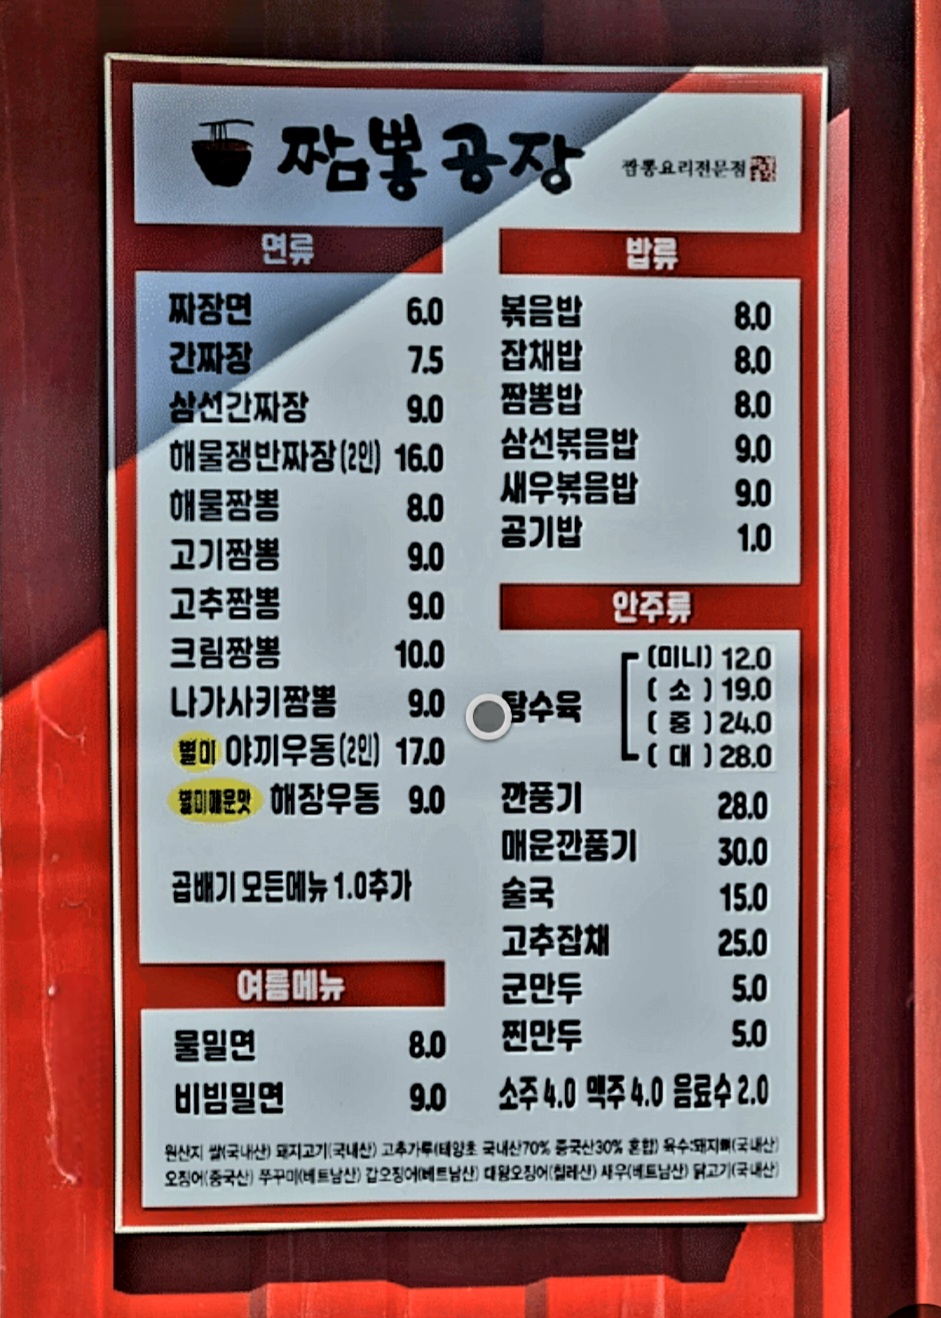 짬뽕공장
짬뽕요리전문점
면류
짜장면 6.0
간짜장 7.5
삼선간짜장 9.0
해물쟁반짜장(2인) 16.0
해물짬뽕 8.0
고기짬뽕 9.0
고추짬뽕 9.0
크림짬뽕 10.0
나가사키짬뽕 9.0
별미 야끼우동(2인) 17.0
별미매운맛 해장우동 9.0
곱배기 모든메뉴 1.0추가
여름메뉴
물밀면 8.0
비빔밀면 9.0
밥류
볶음밥 8.0
잡채밥 8.0
짬뽕밥 8.0
삼선볶음밥 9.0
새우볶음밥 9.0
공기밥 1.0
안주류
탕수육
(미니) 12.0
( 소 ) 19.0
( 중 ) 24.0
( 대 ) 28.0
깐풍기 28.0
매운깐풍기 30.0
술국 15.0
고추잡채 25.0
군만두 5.0
찐만두 5.0
소주 4.0 맥주 4.0 음료수 2.0
원산지 쌀(국내산) 돼지고기(국내산) 고추가루(태양초 국내산70% 중국산30% 혼합) 육수:돼지뼈(국내산)
오징어(중국산) 쭈꾸미(베트남산) 갑오징어(베트남산) 대왕오징어(칠레산) 새우(베트남산) 닭고기(국내산)